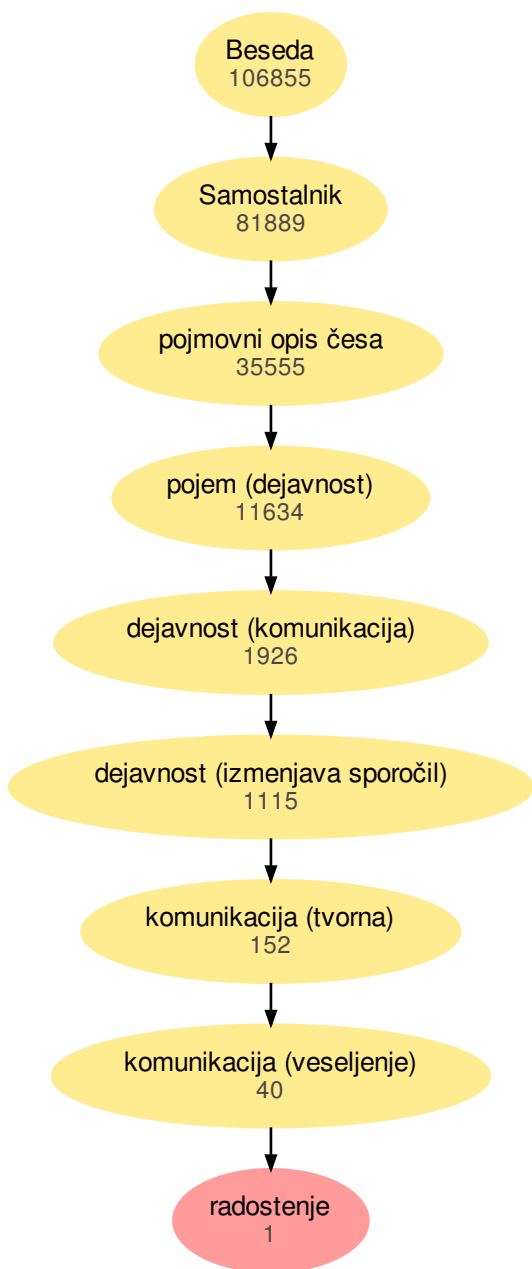 Beseda
106855
Samostalnik
81889
pojmovni opis česa
35555
pojem (dejavnost)
11634
dejavnost (komunikacija)
1926
dejavnost (izmenjava sporočil)
1115
komunikacija (tvorna)
152
komunikacija (veseljenje)
40
radostenje
1